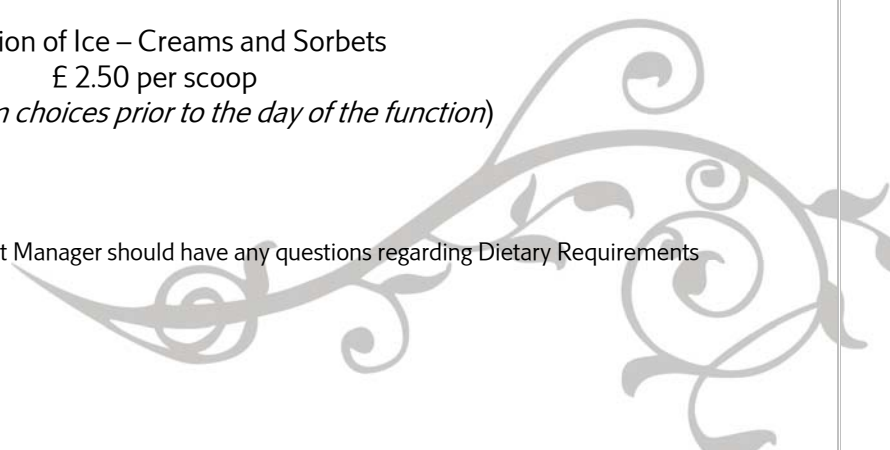 ion of Ice – Creams and Sorbets
£ 2.50 per scoop
n choices prior to the day of the function)
t Manager should have any questions regarding Dietary Requirements